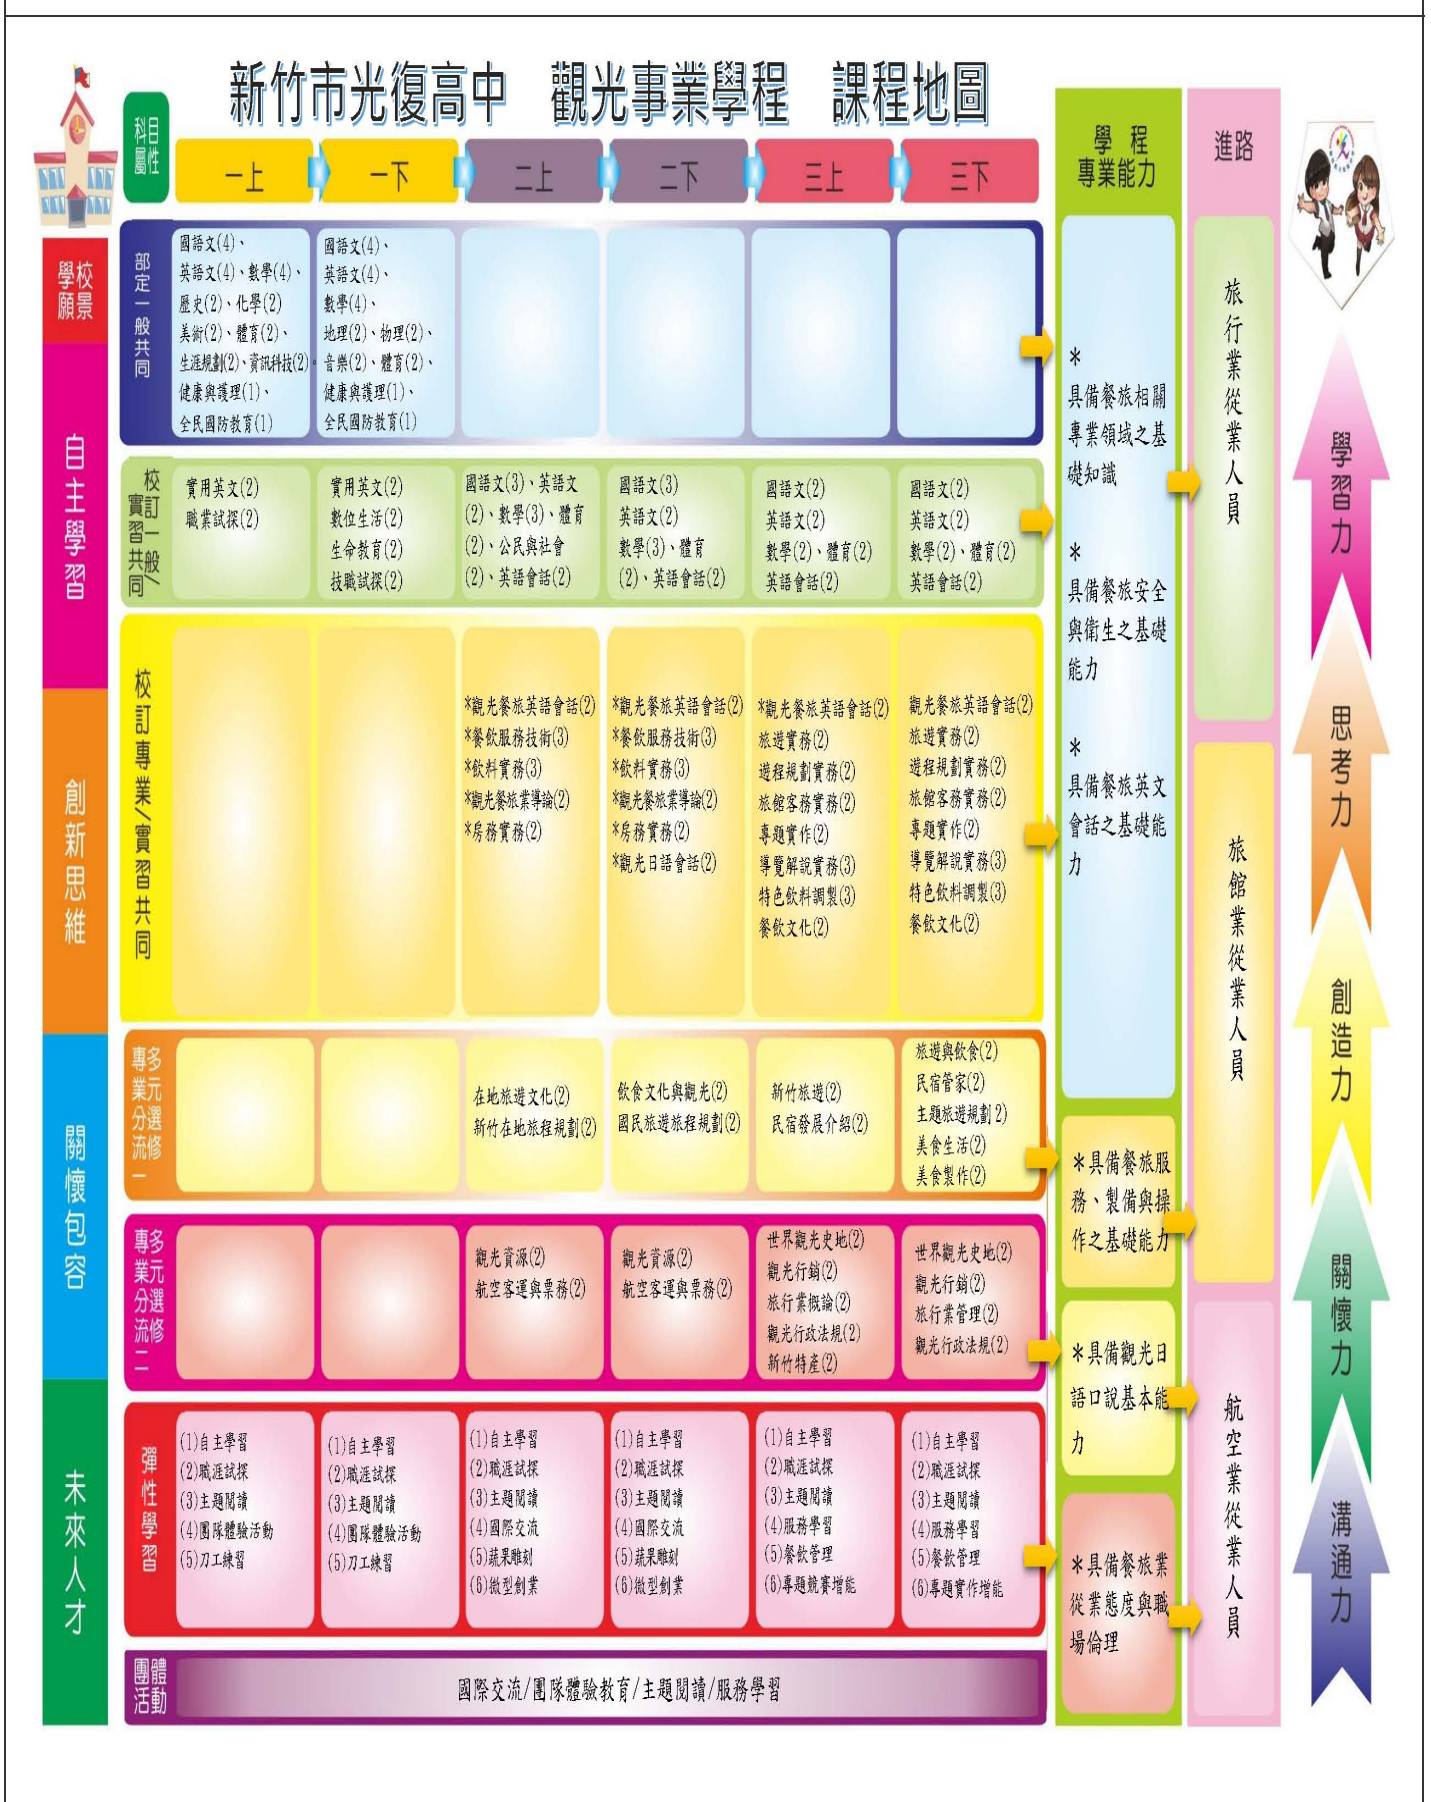 新竹市光復高中 觀光事業學程 課程地圖
科目屬性
一上
一下
二上
二下
三上
三下
學程
專業能力
進路
學校願景
自主學習
創新思維
關懷包容
未來人才
部定一般共同
國語文(4)、
英語文(4)、數學(4)、
歷史(2)、化學(2)
美術(2)、體育(2)、
生涯規劃(2)、資訊科技(2)。
健康與護理(1)、
全民國防教育(1)
國語文(4)、
英語文(4)、
數學(4)、
地理(2)、物理(2)、
音樂(2)、體育(2)、
健康與護理(1)、
全民國防教育(1)
校訂一般/
實習共同
實用英文(2)
職業試探(2)
實用英文(2)
數位生活(2)
生命教育(2)
技職試探(2)
國語文(3)、英語文
(2)、數學(3)、體育
(2)、公民與社會
(2)、英語會話(2)
國語文(3)
英語文(2)
數學(3)、體育
(2)、英語會話(2)
國語文(2)
英語文(2)
數學(2)、體育(2)
英語會話(2)
國語文(2)
英語文(2)
數學(2)、體育(2)
英語會話(2)
校訂專業/實習共同
*觀光餐旅英語會話(2)
*餐飲服務技術(3)
*飲料實務(3)
*觀光餐旅業導論(2)
*房務實務(2)
*觀光餐旅英語會話(2)
*餐飲服務技術(3)
*飲料實務(3)
*觀光餐旅業導論(2)
*房務實務(2)
*觀光日語會話(2)
*觀光餐旅英語會話(2)
旅遊實務(2)
遊程規劃實務(2)
旅館客務實務(2)
專題實作(2)
導覽解說實務(3)
特色飲料調製(3)
餐飲文化(2)
觀光餐旅英語會話(2)
旅遊實務(2)
遊程規劃實務(2)
旅館客務實務(2)
專題實作(2)
導覽解說實務(3)
特色飲料調製(3)
餐飲文化(2)
多元選修
專業分流一
在地旅遊文化(2)
新竹在地旅程規劃(2)
飲食文化與觀光(2)
國民旅遊旅程規劃(2)
新竹旅遊(2)
民宿發展介紹(2)
旅遊與飲食(2)
民宿管家(2)
主題旅遊規劃2)
美食生活(2)
美食製作(2)
多元選修
專業分流二
觀光資源(2)
航空客運與票務(2)
觀光資源(2)
航空客運與票務(2)
世界觀光史地(2)
觀光行銷(2)
旅行業概論(2)
觀光行政法規(2)
新竹特產(2)
世界觀光史地(2)
觀光行銷(2)
旅行業管理(2)
觀光行政法規(2)
彈性學習
(1)自主學習
(2)職涯試探
(3)主題閱讀
(4)團隊體驗活動
(5)刀工練習
(1)自主學習
(2)職涯試探
(3)主題閱讀
(4)團隊體驗活動
(5)刀工練習
(1)自主學習
(2)職涯試探
(3)主題閱讀
(4)國際交流
(5)蔬果雕刻
(6)微型創業
(1)自主學習
(2)職涯試探
(3)主題閱讀
(4)國際交流
(5)蔬果雕刻
(6)微型創業
(1)自主學習
(2)職涯試探
(3)主題閱讀
(4)服務學習
(5)餐飲管理
(6)專題競賽增能
(1)自主學習
(2)職涯試探
(3)主題閱讀
(4)服務學習
(5)餐飲管理
(6)專題實作增能
團體活動
國際交流/團隊體驗教育/主題閱讀/服務學習
＊
具備餐旅相關
專業領域之基
礎知識
＊
具備餐旅安全
與衛生之基礎
能力
＊
具備餐旅英文
會話之基礎能
力
＊具備餐旅服
務、製備與操
作之基礎能力
＊具備觀光日
語口說基本能
力
＊具備餐旅業
從業態度與職
場倫理
旅行業從業人員
旅館業從業人員
航空業從業人員
學習力
思考力
創造力
關懷力
溝通力